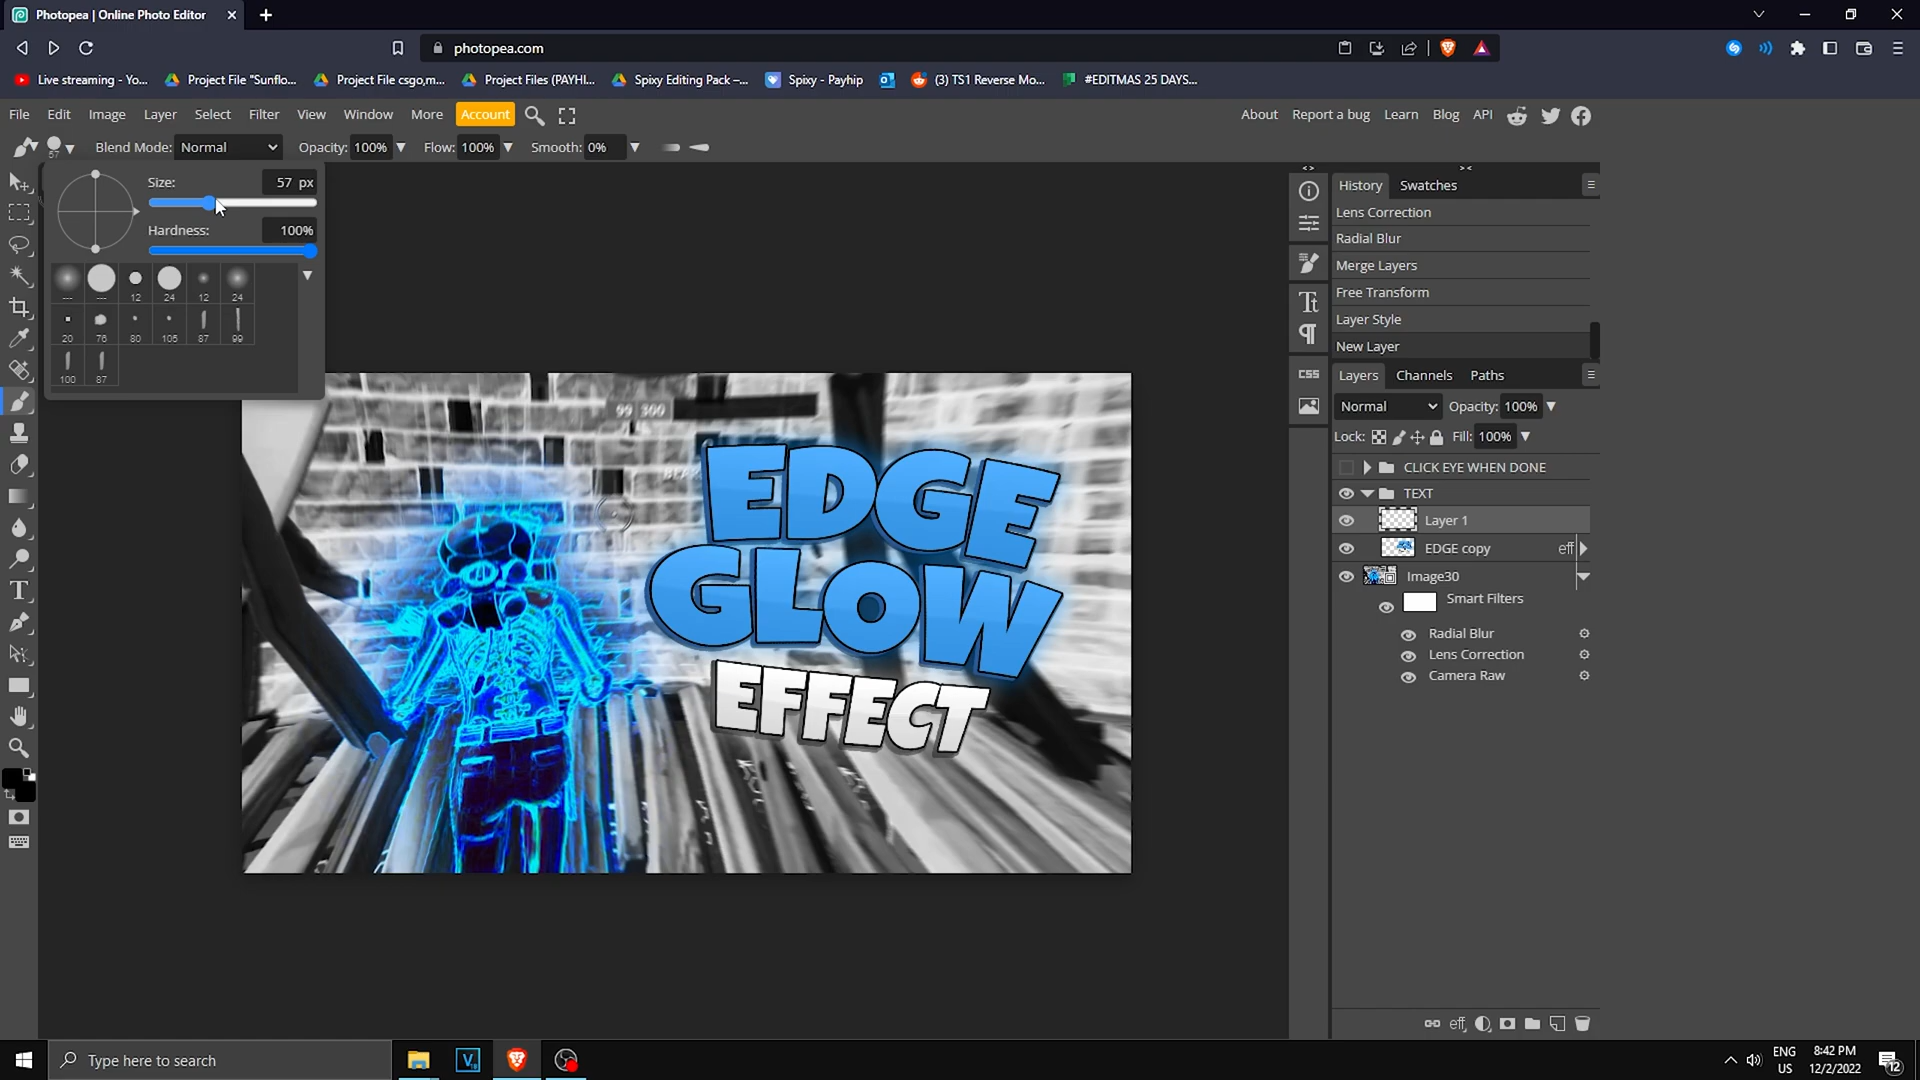 Photopea | Online Photo Editor
photopea.com
Live streaming - Yo...
Project File "Sunflo...
Project File csgo,m...
Project Files (PAYHI...
Spixy Editing Pack –...
Spixy - Payhip
(3) TS1 Reverse Mo...
#EDITMAS 25 DAYS...
File Edit Image Layer Select Filter View Window More Account
About Report a bug Learn Blog API
57 Blend Mode: Normal Opacity: 100% Flow: 100% Smooth: 0%
Size: 57 px
Hardness: 100%
--- --- 12 24 12 24
20 76 80 105 87 99
100 87
History Swatches
Lens Correction
Radial Blur
Merge Layers
Free Transform
Layer Style
New Layer
CSS
Layers Channels Paths
Normal Opacity: 100%
Lock: Fill: 100%
CLICK EYE WHEN DONE
TEXT
Layer 1
EDGE copy eff
Image30
Smart Filters
Radial Blur
Lens Correction
Camera Raw
99 300
EDGE
GLOW
EFFECT
eff
Type here to search
ENG
US
8:42 PM
12/2/2022
12